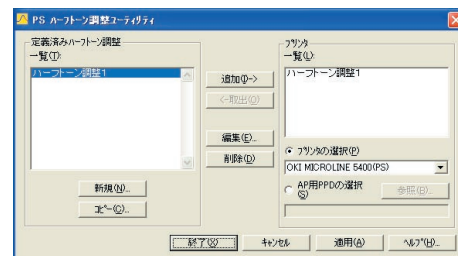 PS ハーフトーン調整ユーティリティ
定義済みハーフトーン調整
一覧(T):
ハーフトーン調整1
新規(N)...
コピー(C)...
追加(D)->
<-取出(O)
編集(E)...
削除(D)
プリンタ
一覧(L):
ハーフトーン調整1
プリンタの選択(P)
OKI MICROLINE 5400(PS)
AP用PPDの選択(S)
参照(R)...
終了(X)
キャンセル
適用(A)
ヘルプ(H)...